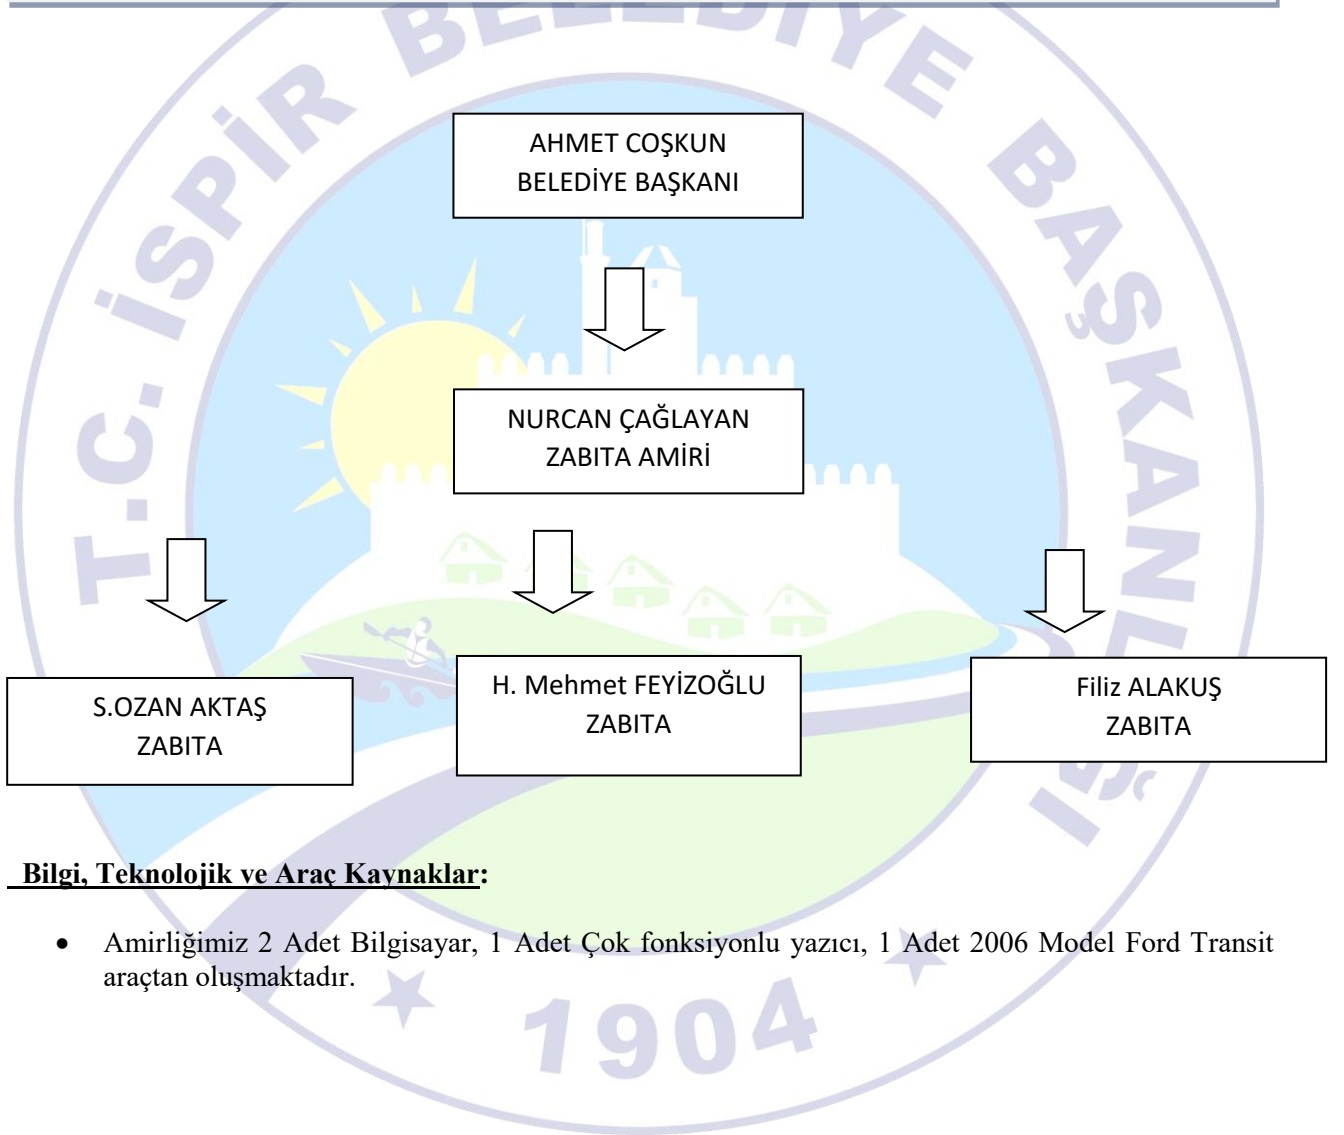 T.C. İSPİR BELEDİYE BAŞKANLIĞI
AHMET COŞKUN
BELEDİYE BAŞKANI
NURCAN ÇAĞLAYAN
ZABITA AMİRİ
S.OZAN AKTAŞ
ZABITA
H. Mehmet FEYİZOĞLU
ZABITA
Filiz ALAKUŞ
ZABITA
Bilgi, Teknolojik ve Araç Kaynaklar:
• Amirliğimiz 2 Adet Bilgisayar, 1 Adet Çok fonksiyonlu yazıcı, 1 Adet 2006 Model Ford Transit
araçtan oluşmaktadır.
1904